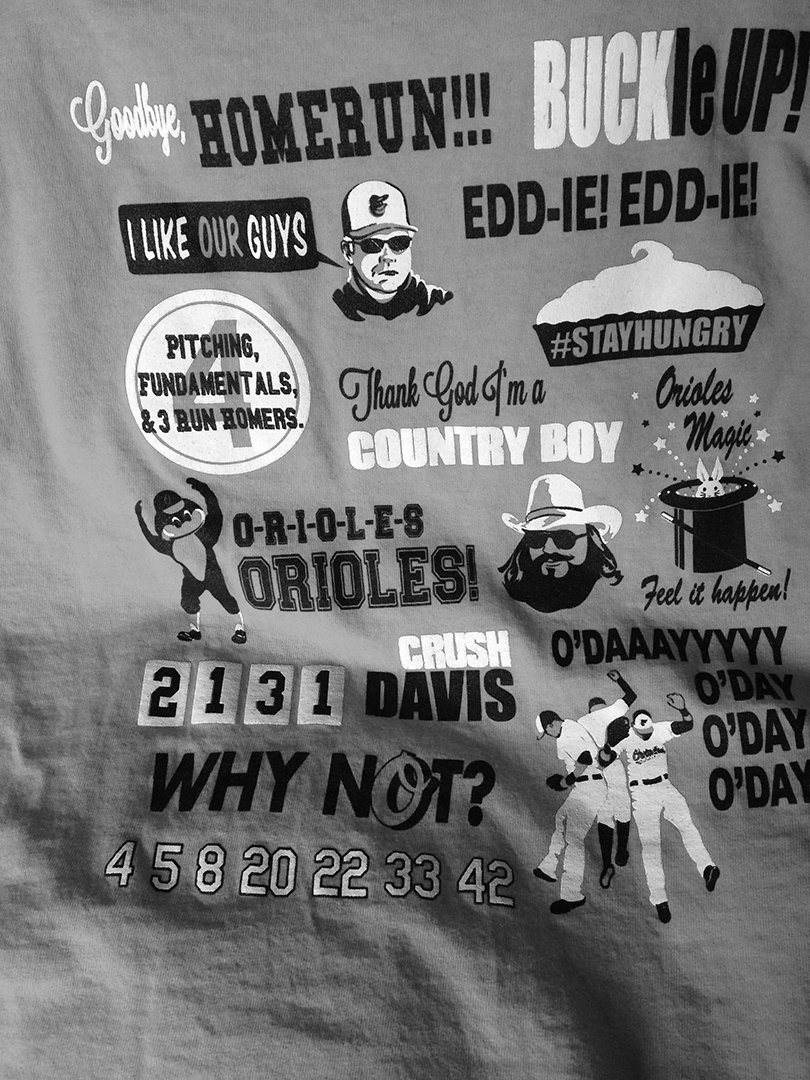 Goodbye, HOMERUN!!!
BUCKle UP!
I LIKE OUR GUYS
EDD-IE! EDD-IE!
#STAYHUNGRY
4
PITCHING,
FUNDAMENTALS,
& 3 RUN HOMERS.
Thank God I'm a
COUNTRY BOY
Orioles
Magic
Feel it happen!
O-R-I-O-L-E-S
ORIOLES!
2131
CRUSH
DAVIS
O'DAAAYYYYY
O'DAY
O'DAY
O'DAY
WHY NOT?
4 5 8 20 22 33 42